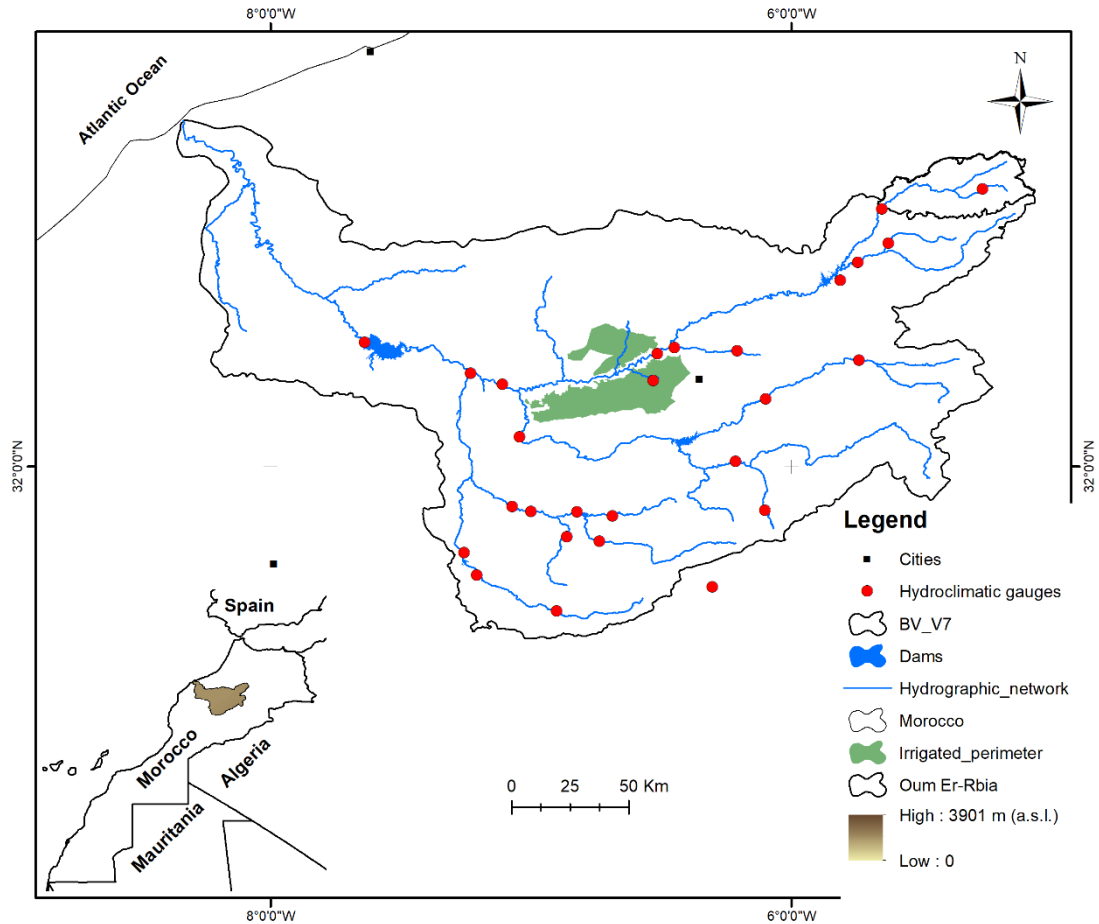 8°0'0"W
6°0'0"W
Atlantic Ocean
N
32°0'0"N
32°0'0"N
Legend
Cities
Hydroclimatic gauges
BV_V7
Dams
Hydrographic_network
Morocco
Irrigated_perimeter
Oum Er-Rbia
High : 3901 m (a.s.l.)
Low : 0
Spain
Morocco
Algeria
Mauritania
0 25 50 Km
8°0'0"W
6°0'0"W